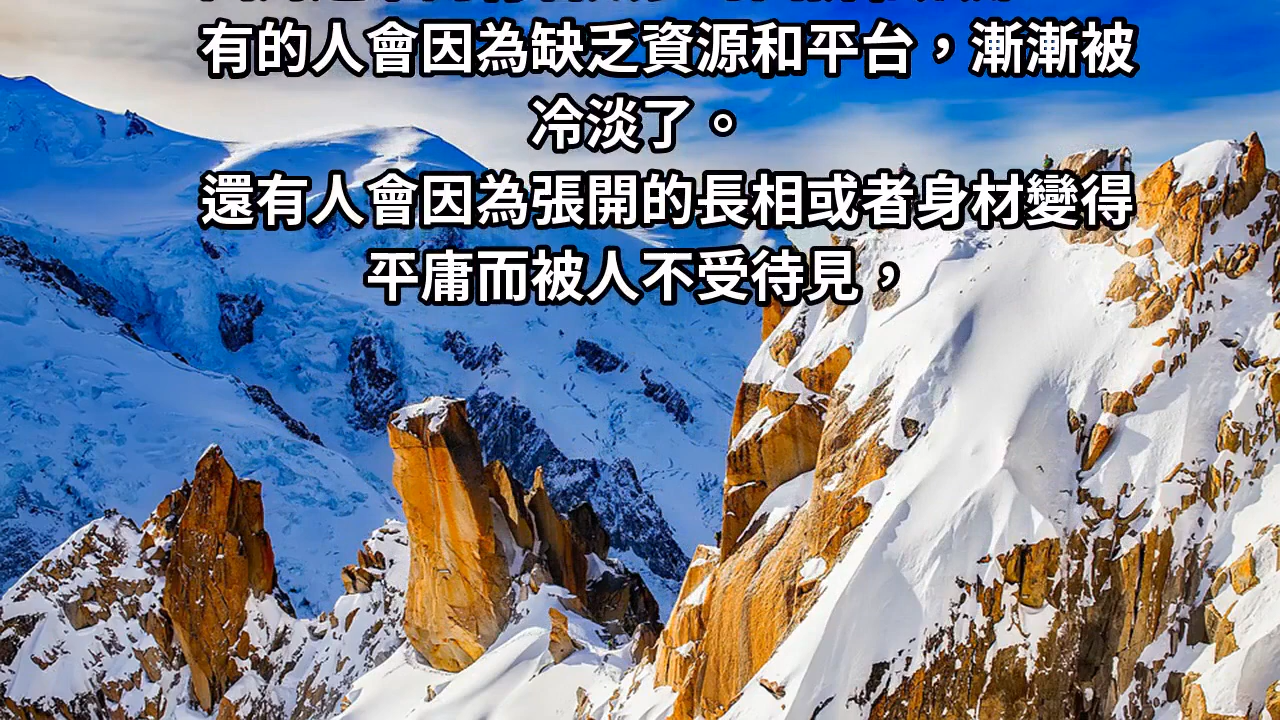 有的人會因為缺乏資源和平台，漸漸被
冷淡了。
還有人會因為張開的長相或者身材變得
平庸而被人不受待見，